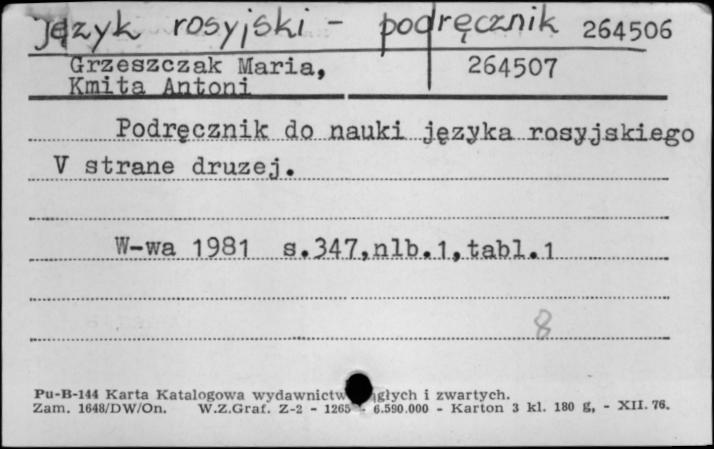 język rosyjski - podręcznik 264506
Grzeszczak Maria, 264507
Kmita Antoni
Podręcznik do nauki języka rosyjskiego
V strane druzej.
W-wa 1981 s.347,nlb.1,tabl.1
8
Pu-B-144 Karta Katalogowa wydawnictw głych i zwartych.
Zam. 1648/DW/On. W.Z.Graf. Z-2 - 1265 - 6.590.000 - Karton 3 kl. 180 g, - XII. 76.